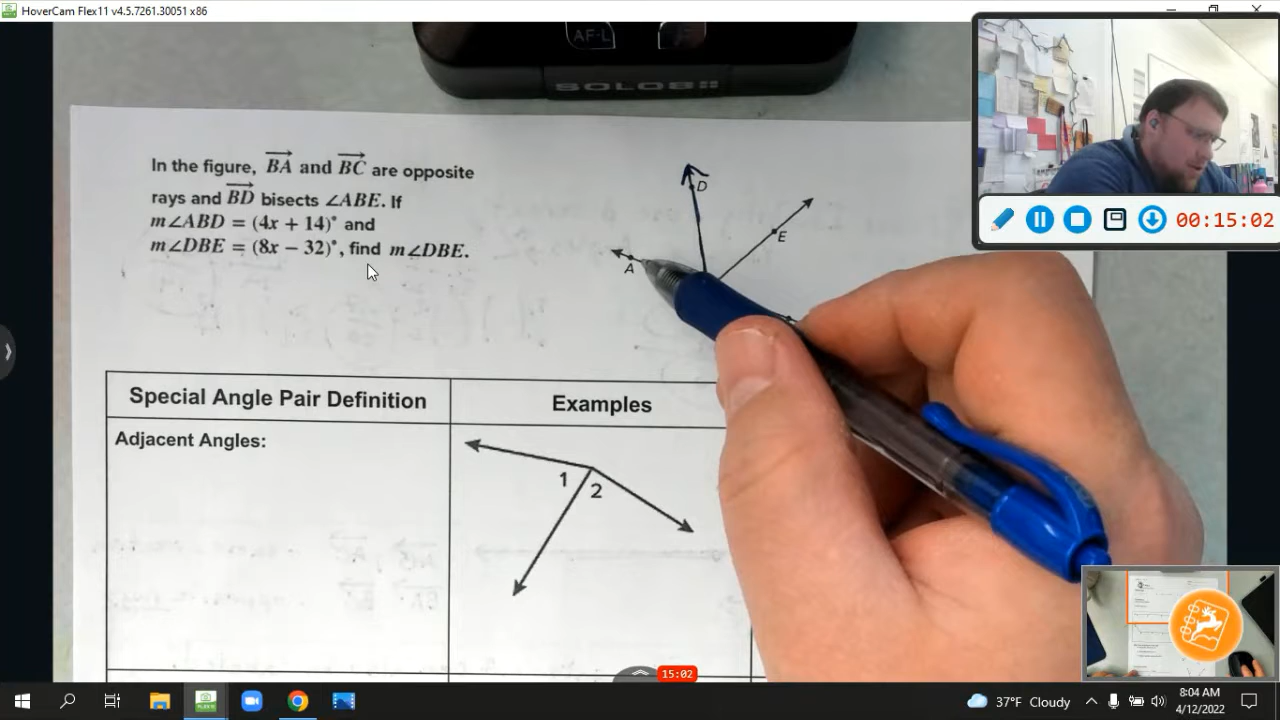 HoverCam Flex11 v4.5.7261.30051 x86
AF-L
SOLO8
In the figure, BA and BC are opposite
rays and BD bisects ∠ABE. If
m∠ABD = (4x + 14)° and
m∠DBE = (8x − 32)°, find m∠DBE.
D
E
A
00:15:02
Special Angle Pair Definition
Examples
Adjacent Angles:
1
2
15:02
37°F Cloudy
8:04 AM
4/12/2022